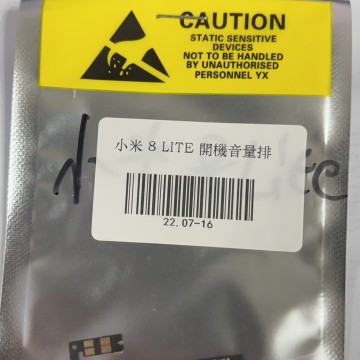 CAUTION
STATIC SENSITIVE
DEVICES
NOT TO BE HANDLED
BY UNAUTHORISED
PERSONNEL YX
小米 8 LITE 開機音量排
22.07-16